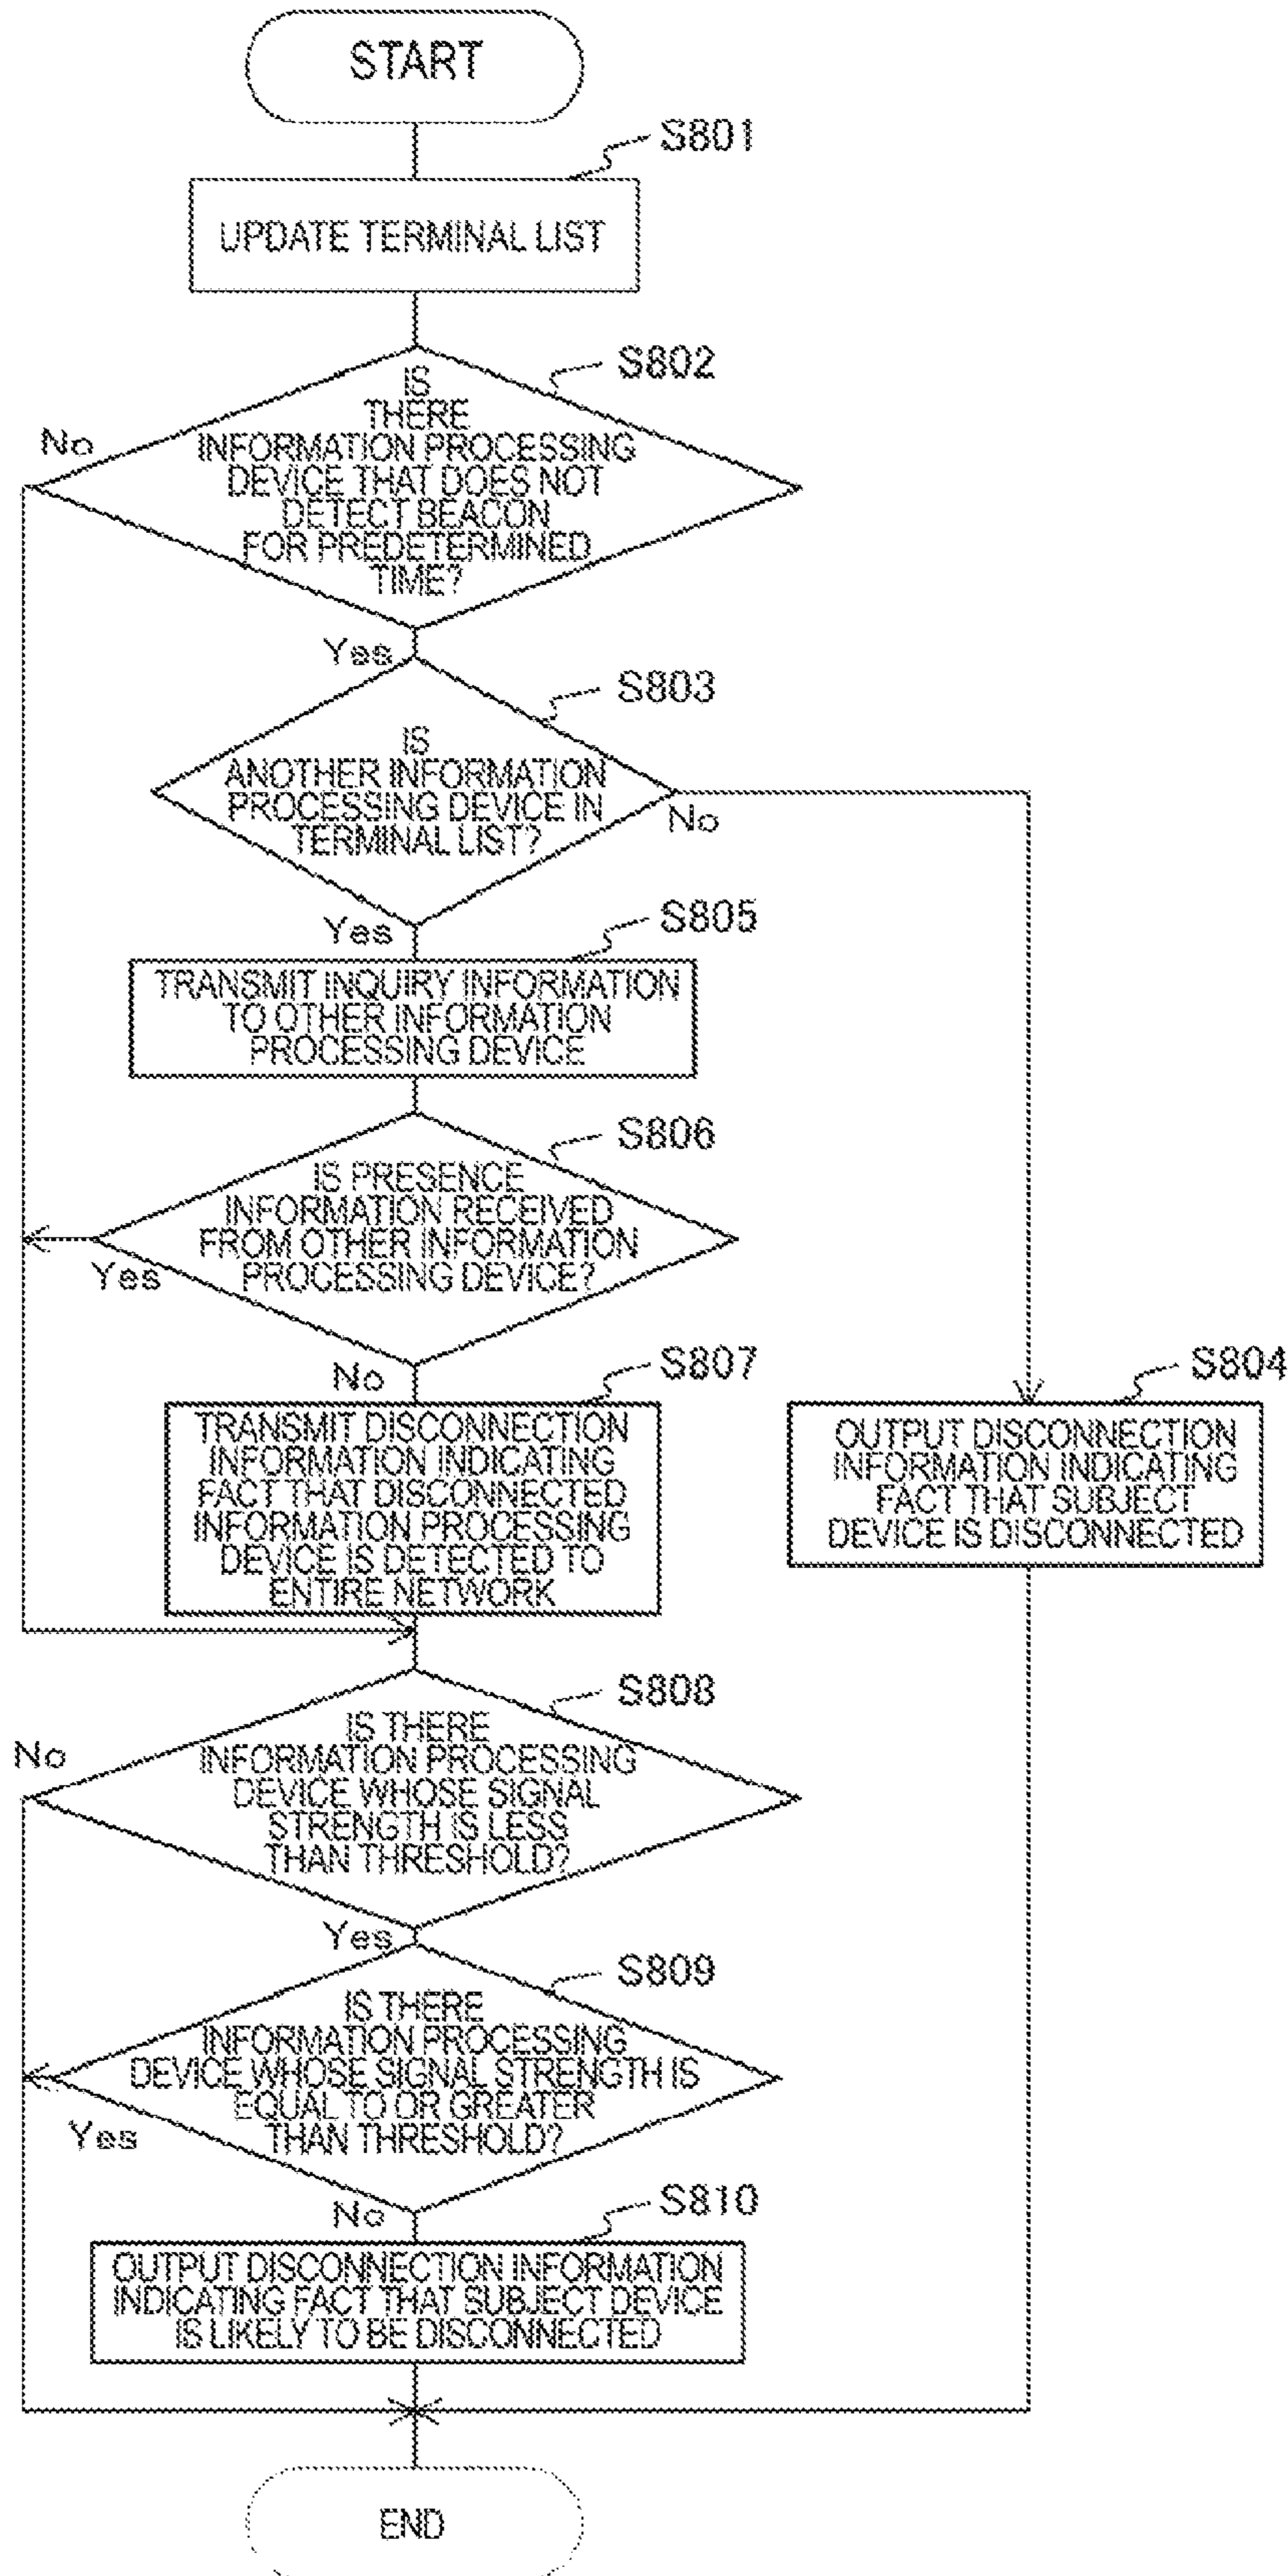 START
S801
UPDATE TERMINAL LIST
S802
IS
THERE
INFORMATION PROCESSING
DEVICE THAT DOES NOT
DETECT BEACON
FOR PREDETERMINED
TIME?
No
Yes
S803
IS
ANOTHER INFORMATION
PROCESSING DEVICE IN
TERMINAL LIST?
No
Yes
S805
TRANSMIT INQUIRY INFORMATION
TO OTHER INFORMATION
PROCESSING DEVICE
S806
IS PRESENCE
INFORMATION RECEIVED
FROM OTHER INFORMATION
PROCESSING DEVICE?
Yes
No
S807
TRANSMIT DISCONNECTION
INFORMATION INDICATING
FACT THAT DISCONNECTED
INFORMATION PROCESSING
DEVICE IS DETECTED TO
ENTIRE NETWORK
S804
OUTPUT DISCONNECTION
INFORMATION INDICATING
FACT THAT SUBJECT
DEVICE IS DISCONNECTED
S808
IS THERE
INFORMATION PROCESSING
DEVICE WHOSE SIGNAL
STRENGTH IS LESS
THAN THRESHOLD?
No
Yes
S809
IS THERE
INFORMATION PROCESSING
DEVICE WHOSE SIGNAL STRENGTH IS
EQUAL TO OR GREATER
THAN THRESHOLD?
Yes
No
S810
OUTPUT DISCONNECTION INFORMATION
INDICATING FACT THAT SUBJECT DEVICE
IS LIKELY TO BE DISCONNECTED
END